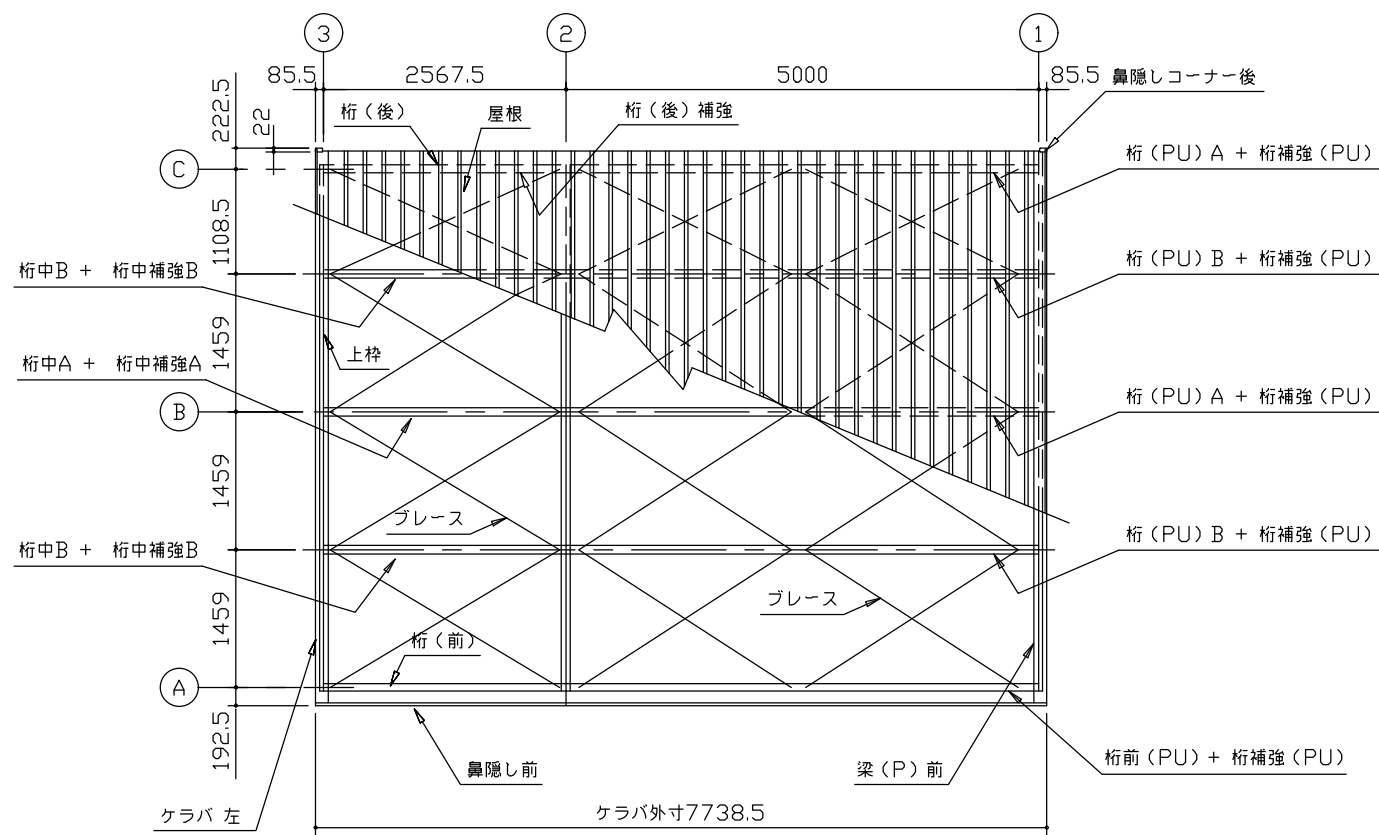 3
2
1
85.5
2567.5
5000
85.5
鼻隠しコーナー後
222.5
22
桁(後)
屋根
桁(後)補強
C
桁(PU)A + 桁補強(PU)
1108.5
桁中B + 桁中補強B
桁(PU)B + 桁補強(PU)
1459
上枠
桁中A + 桁中補強A
B
桁(PU)A + 桁補強(PU)
1459
ブレース
桁中B + 桁中補強B
桁(PU)B + 桁補強(PU)
1459
ブレース
桁(前)
A
192.5
鼻隠し前
梁(P)前
桁前(PU)+ 桁補強(PU)
ケラバ 左
ケラバ外寸7738.5